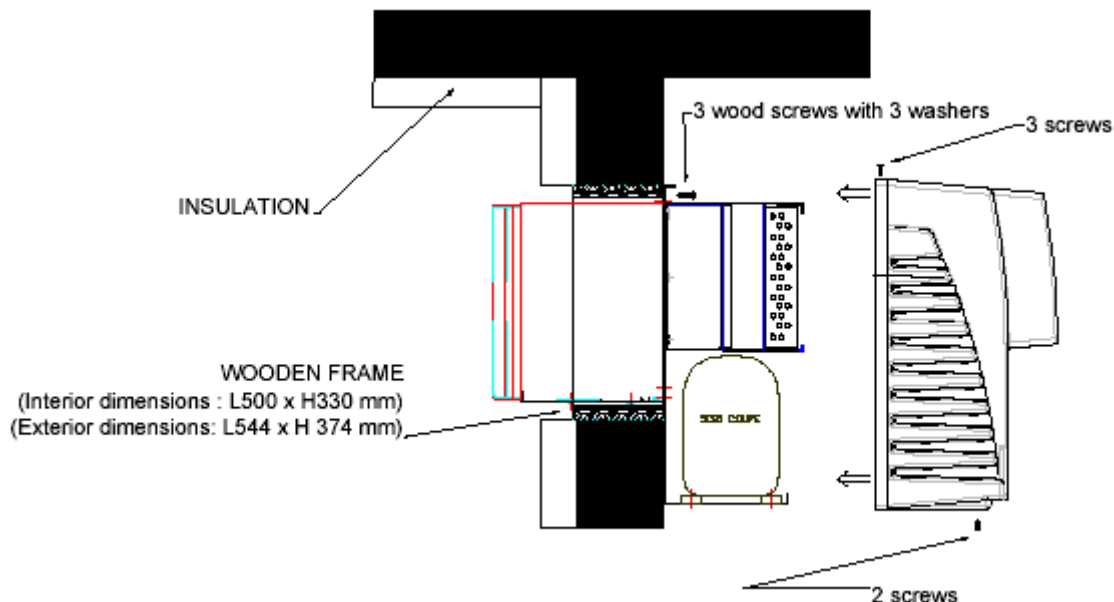 3 wood screws with 3 washers
3 screws
INSULATION
WOODEN FRAME
(Interior dimensions : L500 x H330 mm)
(Exterior dimensions: L544 x H 374 mm)
2 screws